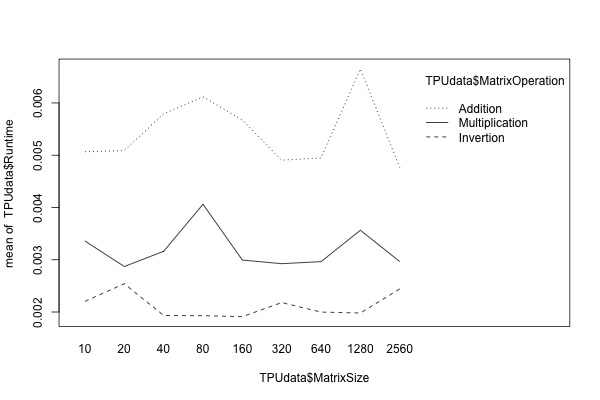 TPUdata$MatrixOperation
Addition
Multiplication
Invertion
mean of TPUdata$Runtime
0.006
0.005
0.004
0.003
0.002
10 20 40 80 160 320 640 1280 2560
TPUdata$MatrixSize